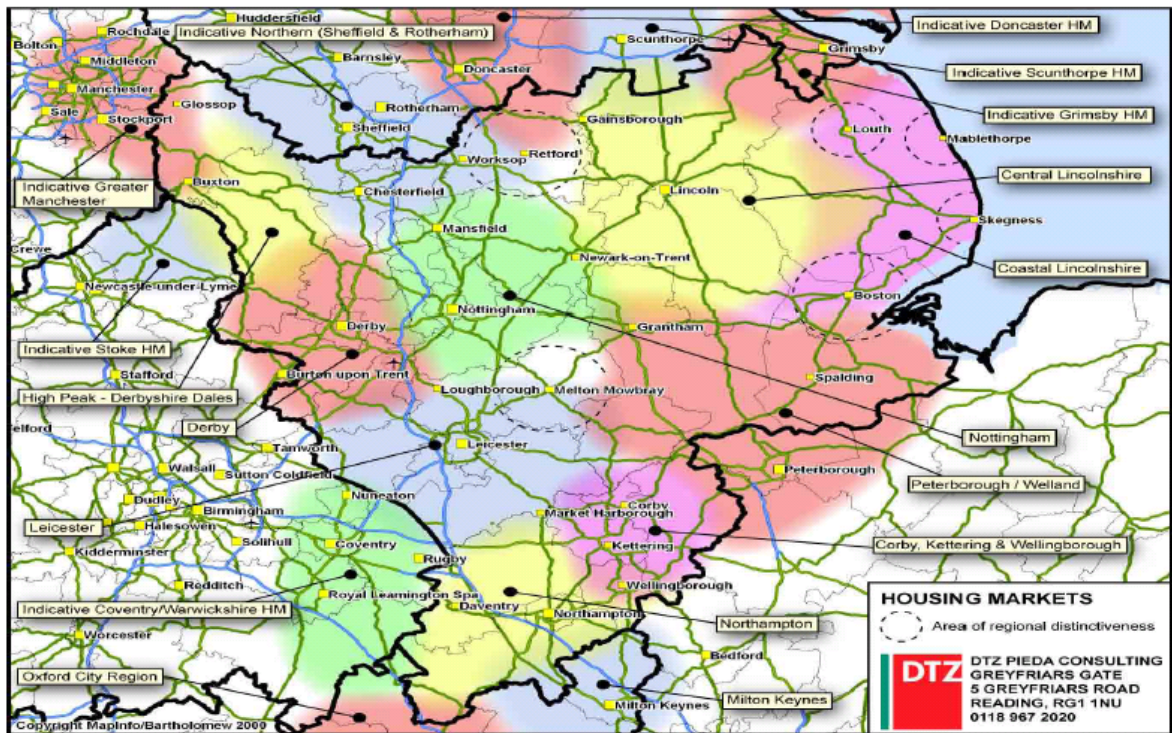 Huddersfield
Indicative Northern (Sheffield & Rotherham)
Indicative Doncaster HM
Rochdale
Bolton
Middleton
Manchester
Sale
Stockport
Glossop
Barnsley
Doncaster
Scunthorpe
Grimsby
Indicative Scunthorpe HM
Indicative Grimsby HM
Rotherham
Sheffield
Gainsborough
Louth
Mablethorpe
Worksop
Retford
Indicative Greater
Manchester
Buxton
Chesterfield
Lincoln
Central Lincolnshire
Mansfield
Skegness
Crewe
Newark-on-Trent
Coastal Lincolnshire
Newcastle-under-Lyme
Boston
Nottingham
Derby
Grantham
Indicative Stoke HM
Stafford
Burton upon Trent
High Peak - Derbyshire Dales
Loughborough
Melton Mowbray
Spalding
Derby
Nottingham
Telford
Tamworth
Leicester
Walsall
Sutton Coldfield
Peterborough
Peterborough / Welland
Dudley
Birmingham
Nuneaton
Leicester
Halesowen
Market Harborough
Corby
Corby, Kettering & Wellingborough
Solihull
Coventry
Kettering
Kidderminster
Rugby
Redditch
Royal Leamington Spa
Wellingborough
Indicative Coventry/Warwickshire HM
Daventry
Northampton
Northampton
Worcester
Bedford
Oxford City Region
Milton Keynes
Milton Keynes
HOUSING MARKETS
Area of regional distinctiveness
DTZ
DTZ PIEDA CONSULTING
GREYFRIARS GATE
5 GREYFRIARS ROAD
READING, RG1 1NU
0118 967 2020
Copyright MapInfo/Bartholomew 2000